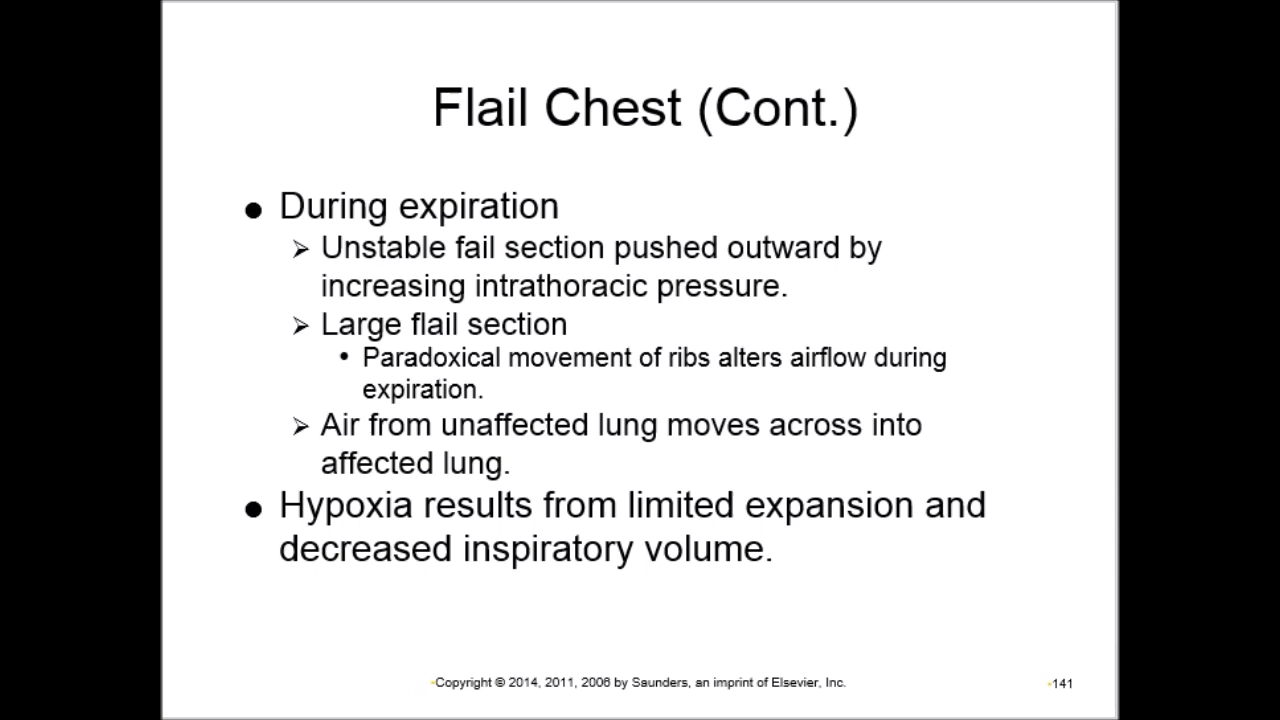 Flail Chest (Cont.)
● During expiration
➢ Unstable fail section pushed outward by
increasing intrathoracic pressure.
➢ Large flail section
• Paradoxical movement of ribs alters airflow during
expiration.
➢ Air from unaffected lung moves across into
affected lung.
● Hypoxia results from limited expansion and
decreased inspiratory volume.
Copyright © 2014, 2011, 2006 by Saunders, an imprint of Elsevier, Inc.
141